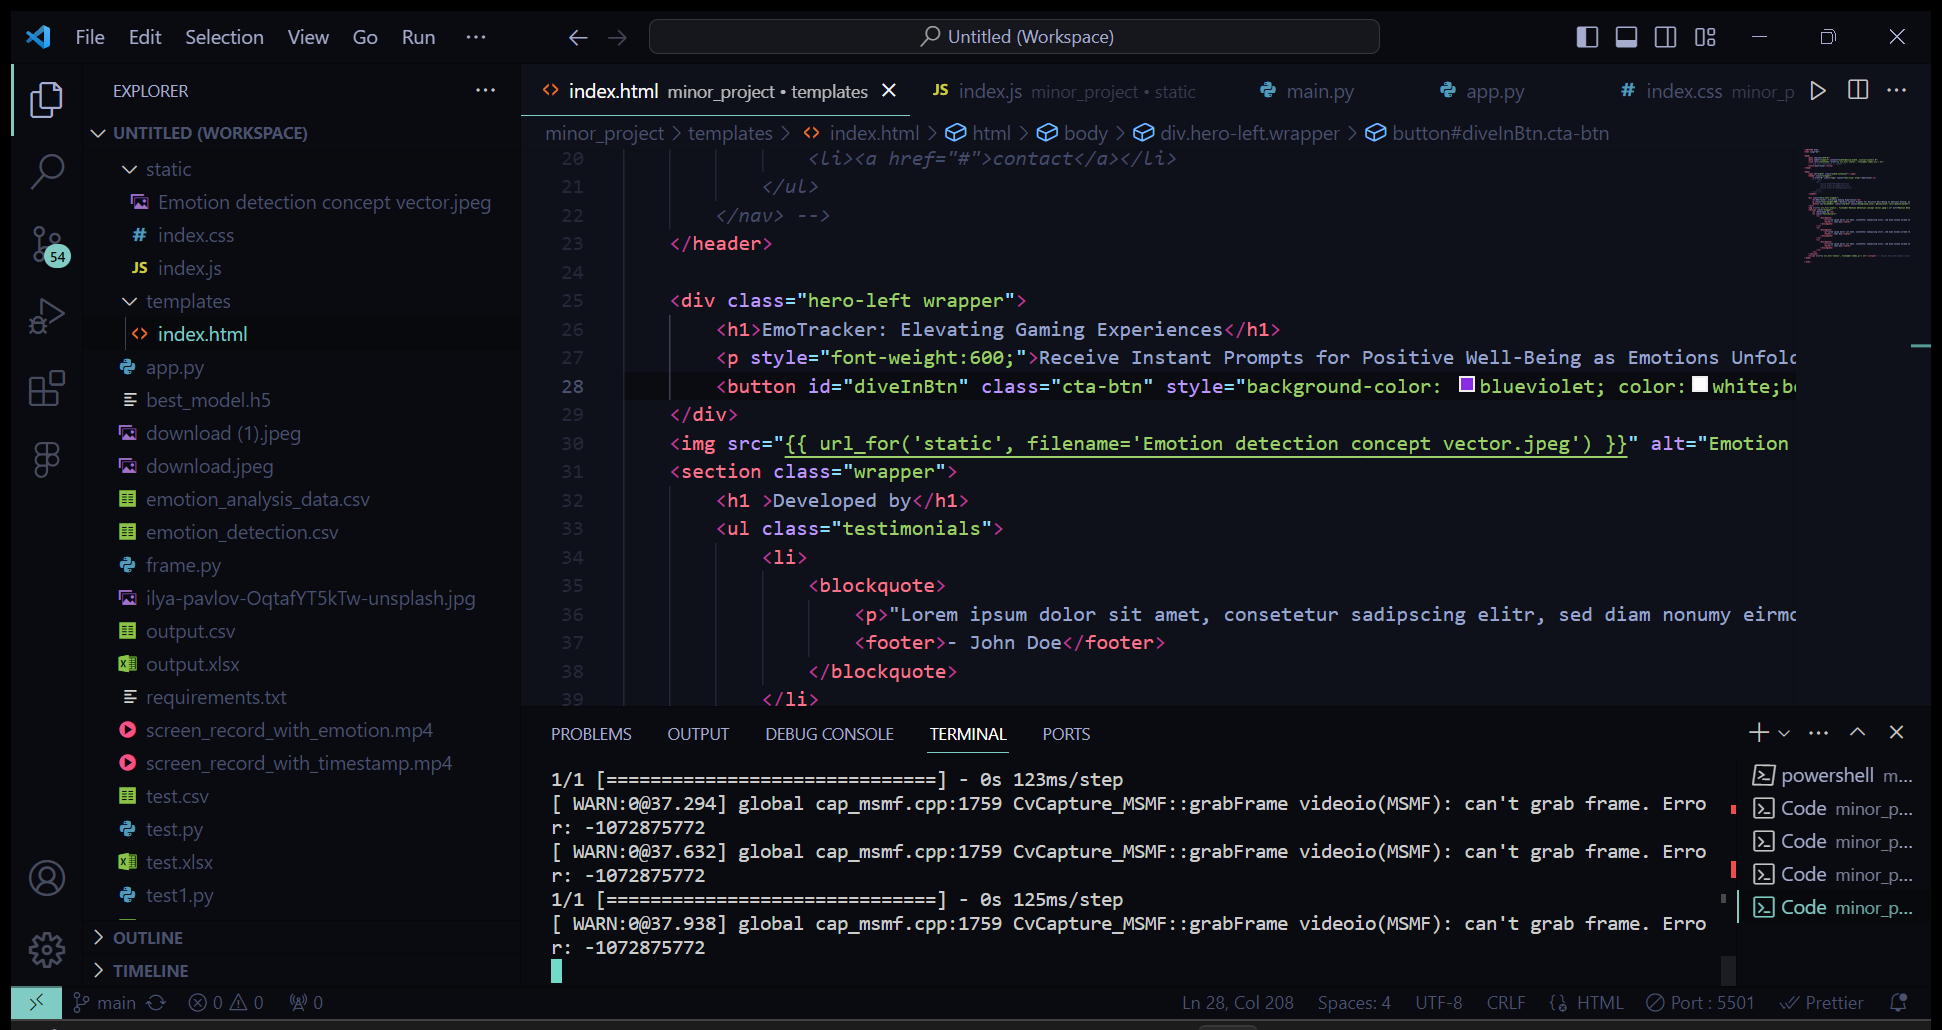 File Edit Selection View Go Run ···
Untitled (Workspace)
EXPLORER ···
UNTITLED (WORKSPACE)
static
Emotion detection concept vector.jpeg
# index.css
JS index.js
templates
<> index.html
app.py
best_model.h5
download (1).jpeg
download.jpeg
emotion_analysis_data.csv
emotion_detection.csv
frame.py
ilya-pavlov-OqtafYT5kTw-unsplash.jpg
output.csv
output.xlsx
requirements.txt
screen_record_with_emotion.mp4
screen_record_with_timestamp.mp4
test.csv
test.py
test.xlsx
test1.py
OUTLINE
TIMELINE
54
<> index.html minor_project • templates JS index.js minor_project • static main.py app.py # index.css minor_p ···
minor_project > templates > <> index.html > html > body > div.hero-left.wrapper > button#diveInBtn.cta-btn
20 <li><a href="#">contact</a></li>
21 </ul>
22 </nav> -->
23 </header>
24
25 <div class="hero-left wrapper">
26 <h1>EmoTracker: Elevating Gaming Experiences</h1>
27 <p style="font-weight:600;">Receive Instant Prompts for Positive Well-Being as Emotions Unfol
28 <button id="diveInBtn" class="cta-btn" style="background-color: blueviolet; color: white;b
29 </div>
30 <img src="{{ url_for('static', filename='Emotion detection concept vector.jpeg') }}" alt="Emotion
31 <section class="wrapper">
32 <h1 >Developed by</h1>
33 <ul class="testimonials">
34 <li>
35 <blockquote>
36 <p>"Lorem ipsum dolor sit amet, consetetur sadipscing elitr, sed diam nonumy eirm
37 <footer>- John Doe</footer>
38 </blockquote>
39 </li>
PROBLEMS OUTPUT DEBUG CONSOLE TERMINAL PORTS
1/1 [==============================] - 0s 123ms/step
[ WARN:0@37.294] global cap_msmf.cpp:1759 CvCapture_MSMF::grabFrame videoio(MSMF): can't grab frame. Erro
r: -1072875772
[ WARN:0@37.632] global cap_msmf.cpp:1759 CvCapture_MSMF::grabFrame videoio(MSMF): can't grab frame. Erro
r: -1072875772
1/1 [==============================] - 0s 125ms/step
[ WARN:0@37.938] global cap_msmf.cpp:1759 CvCapture_MSMF::grabFrame videoio(MSMF): can't grab frame. Erro
r: -1072875772
powershell m...
Code minor_p...
Code minor_p...
Code minor_p...
Code minor_p...
main 0 0 0 Ln 28, Col 208 Spaces: 4 UTF-8 CRLF HTML Port : 5501 Prettier